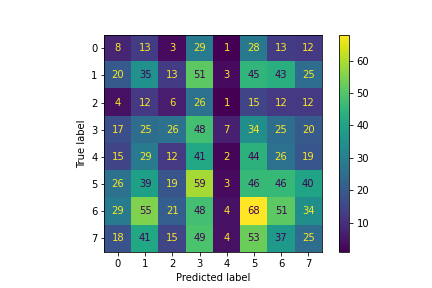 0 8 13 3 29 1 28 13 12
1 20 35 13 51 3 45 43 25
2 4 12 6 26 1 15 12 12
3 17 25 26 48 7 34 25 20
4 15 29 12 41 2 44 26 19
5 26 39 19 59 3 46 46 40
6 29 55 21 48 4 68 51 34
7 18 41 15 49 4 53 37 25
0 1 2 3 4 5 6 7
Predicted label
True label
60
50
40
30
20
10